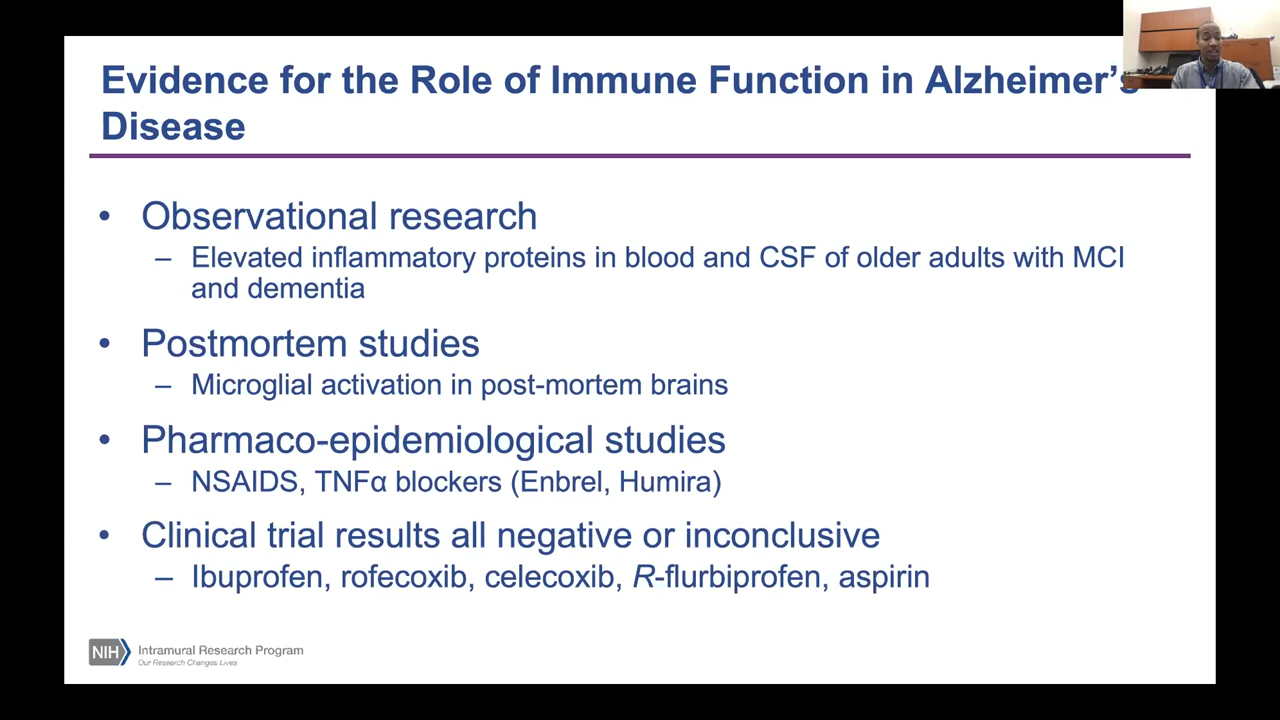 Evidence for the Role of Immune Function in Alzheimer's
Disease
• Observational research
– Elevated inflammatory proteins in blood and CSF of older adults with MCI
and dementia
• Postmortem studies
– Microglial activation in post-mortem brains
• Pharmaco-epidemiological studies
– NSAIDS, TNFα blockers (Enbrel, Humira)
• Clinical trial results all negative or inconclusive
– Ibuprofen, rofecoxib, celecoxib, R-flurbiprofen, aspirin
NIH Intramural Research Program
Our Research Changes Lives